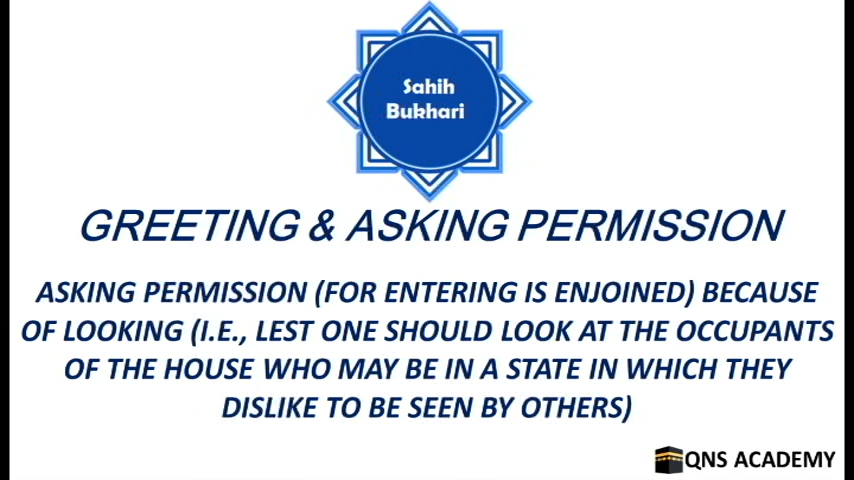 Sahih
Bukhari
GREETING & ASKING PERMISSION
ASKING PERMISSION (FOR ENTERING IS ENJOINED) BECAUSE
OF LOOKING (I.E., LEST ONE SHOULD LOOK AT THE OCCUPANTS
OF THE HOUSE WHO MAY BE IN A STATE IN WHICH THEY
DISLIKE TO BE SEEN BY OTHERS)
QNS ACADEMY